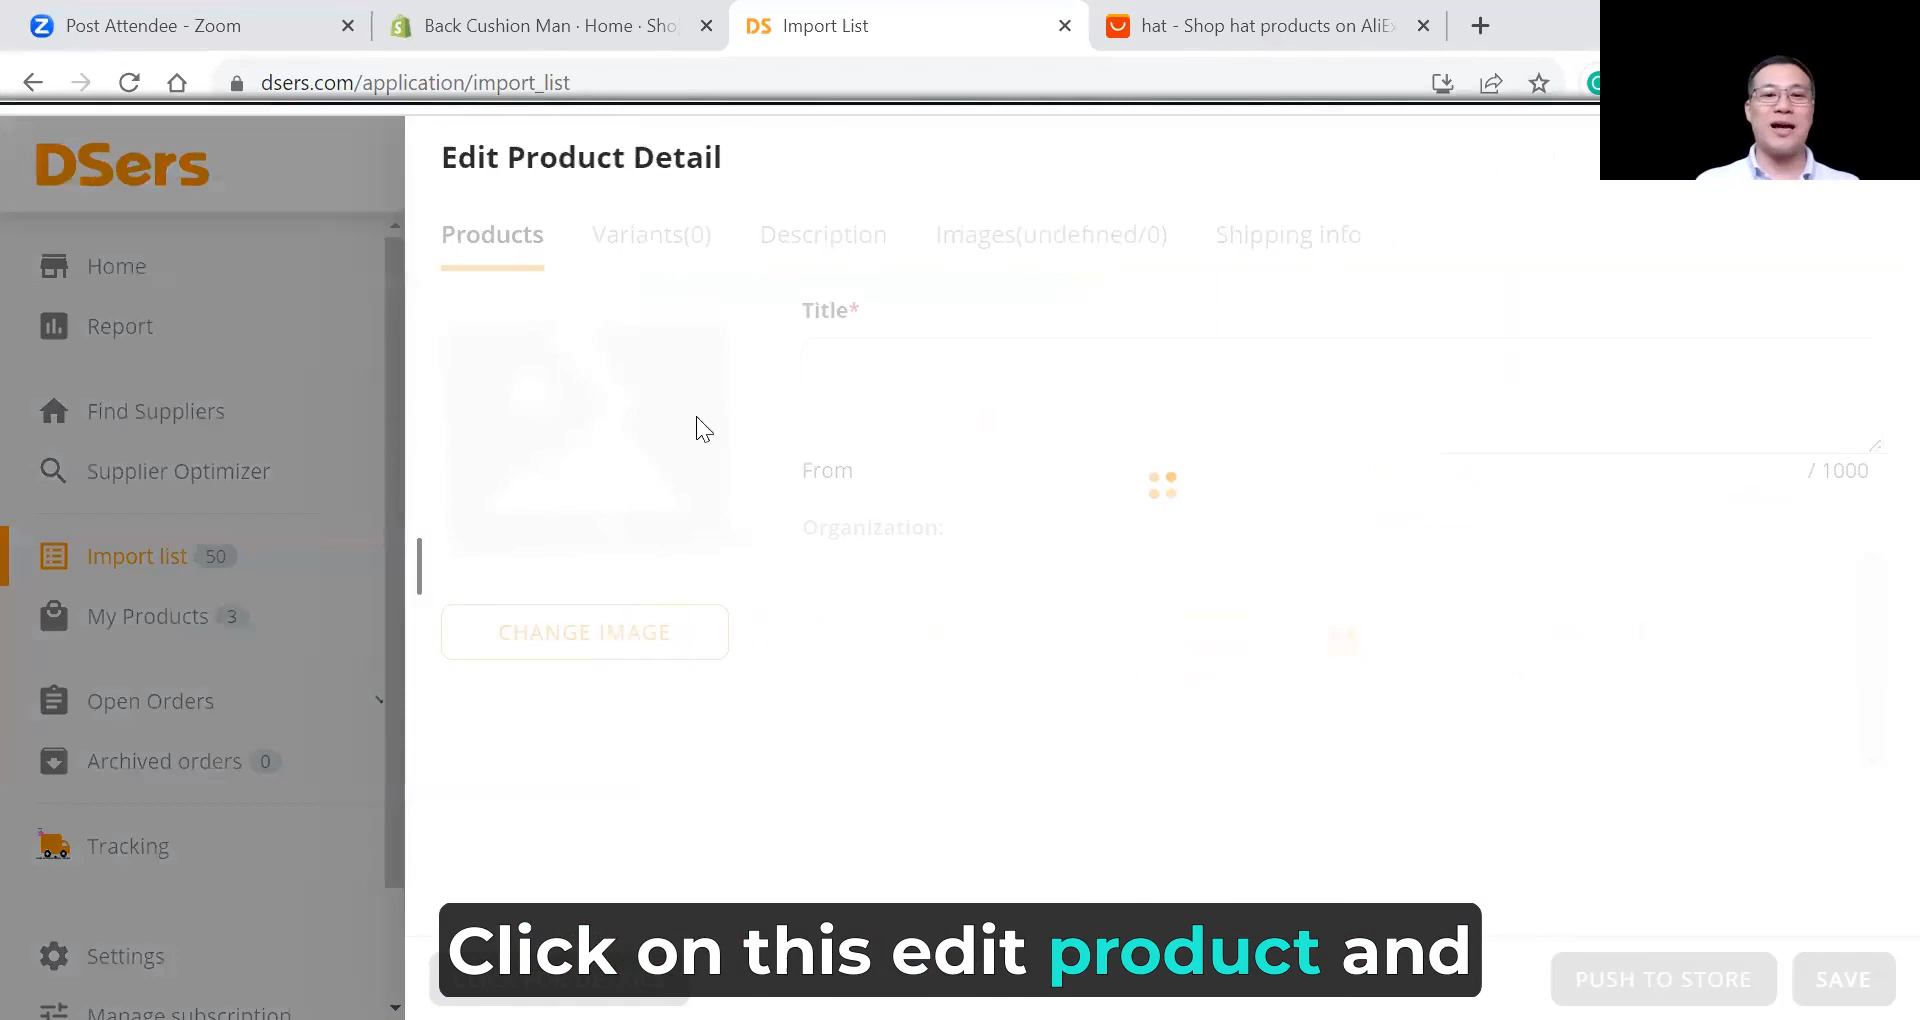 Post Attendee - Zoom
Back Cushion Man · Home · Sho
DS Import List
hat - Shop hat products on AliEx
dsers.com/application/import_list
DSers
Edit Product Detail
Products
Variants(0)
Description
Images(undefined/0)
Shipping info
Home
Report
Find Suppliers
Supplier Optimizer
Import list 50
My Products 3
Open Orders
Archived orders 0
Tracking
Settings
Manage subscription
Title*
From
/ 1000
Organization:
CHANGE IMAGE
Click on this edit product and
PUSH TO STORE
SAVE